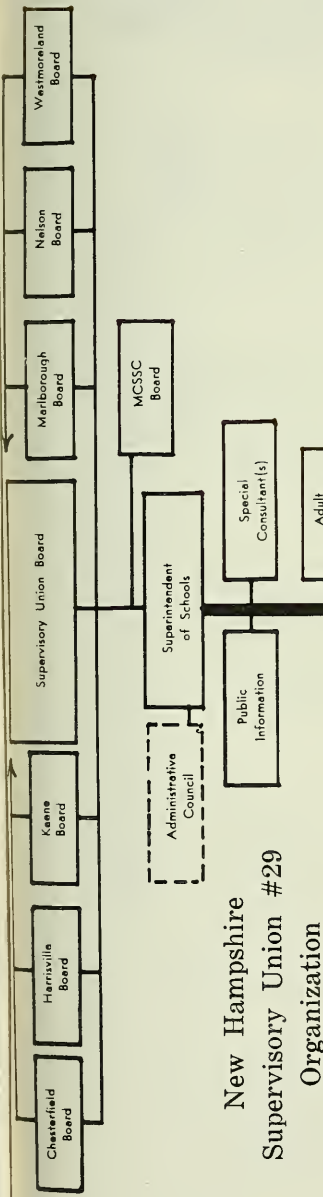 Chesterfield
Board
Harrisville
Board
Keene
Board
Supervisory Union Board
Marlborough
Board
Nelson
Board
Westmoreland
Board
MCSSC
Board
Superintendent
of Schools
Administrative
Council
Public
Information
Special
Consultant(s)
Adult
New Hampshire
Supervisory Union #29
Organization